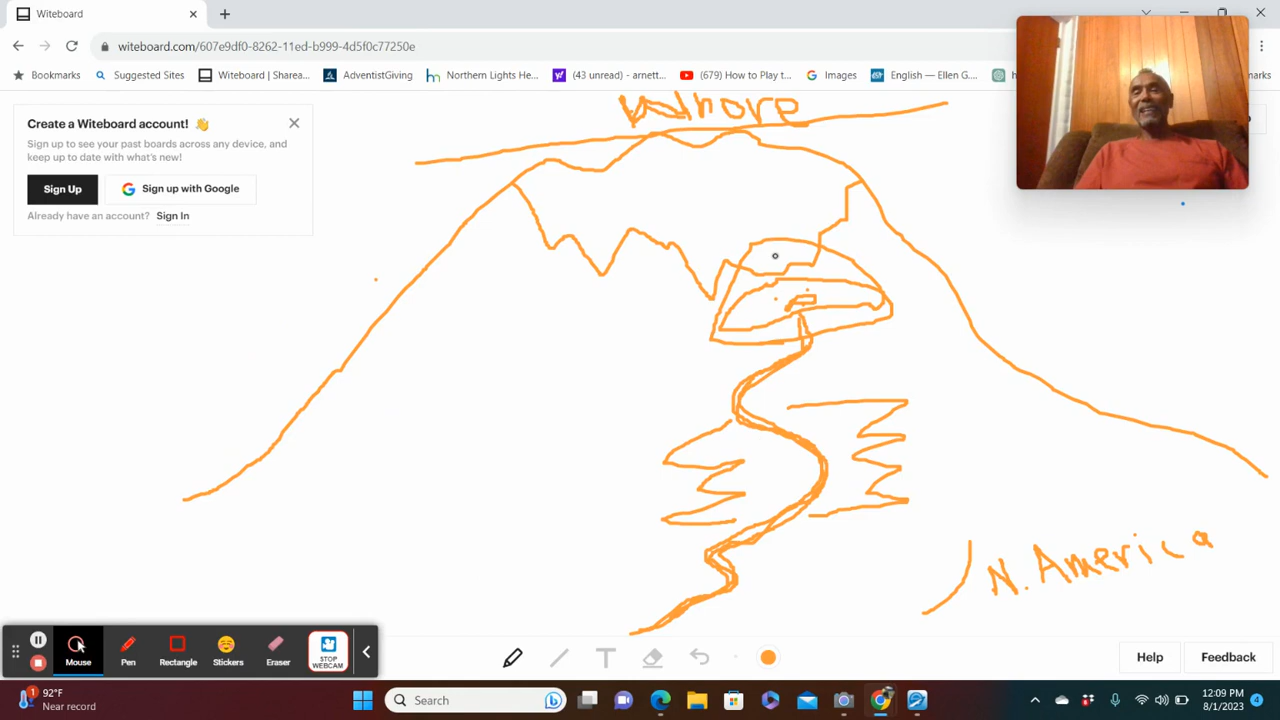 Witeboard
witeboard.com/607e9df0-8262-11ed-b999-4d5f0c77250e
Bookmarks Suggested Sites Witeboard | Sharea... AdventistGiving Northern Lights He... (43 unread) - arnett... (679) How to Play t... Images English — Ellen G...
Create a Witeboard account! 👋
Sign up to see your past boards across any device, and
keep up to date with what's new!
Sign Up Sign up with Google
Already have an account? Sign In
N. America
Mouse Pen Rectangle Stickers Eraser STOP
WEBCAM
Help Feedback
1 92°F
Near record
Search
12:09 PM
8/1/2023
4